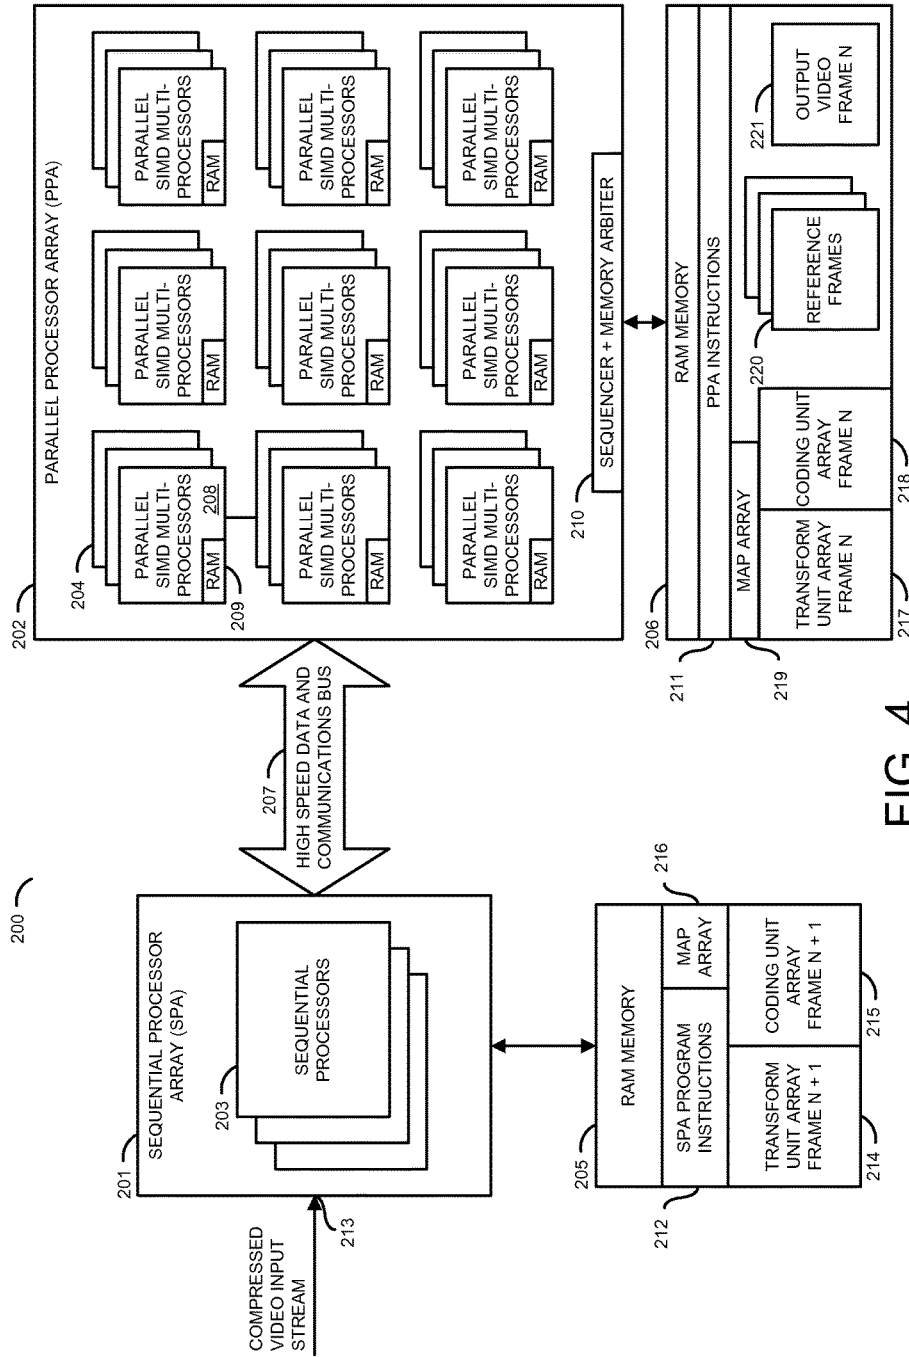 200
COMPRESSED
VIDEO INPUT
STREAM
213
201
SEQUENTIAL PROCESSOR
ARRAY (SPA)
203
SEQUENTIAL
PROCESSORS
207
HIGH SPEED DATA AND
COMMUNICATIONS BUS
202
PARALLEL PROCESSOR ARRAY (PPA)
204
PARALLEL
SIMD MULTI-
PROCESSORS
RAM
208
209
PARALLEL
SIMD MULTI-
PROCESSORS
RAM
PARALLEL
SIMD MULTI-
PROCESSORS
RAM
PARALLEL
SIMD MULTI-
PROCESSORS
RAM
PARALLEL
SIMD MULTI-
PROCESSORS
RAM
PARALLEL
SIMD MULTI-
PROCESSORS
RAM
PARALLEL
SIMD MULTI-
PROCESSORS
RAM
PARALLEL
SIMD MULTI-
PROCESSORS
RAM
PARALLEL
SIMD MULTI-
PROCESSORS
RAM
210
SEQUENCER + MEMORY ARBITER
205
RAM MEMORY
212
SPA PROGRAM
INSTRUCTIONS
MAP
ARRAY
216
TRANSFORM
UNIT ARRAY
FRAME N + 1
214
CODING UNIT
ARRAY
FRAME N + 1
215
206
RAM MEMORY
211
PPA INSTRUCTIONS
219
MAP ARRAY
TRANSFORM
UNIT ARRAY
FRAME N
217
CODING UNIT
ARRAY
FRAME N
218
220
REFERENCE
FRAMES
221
OUTPUT
VIDEO
FRAME N
FIG. 4